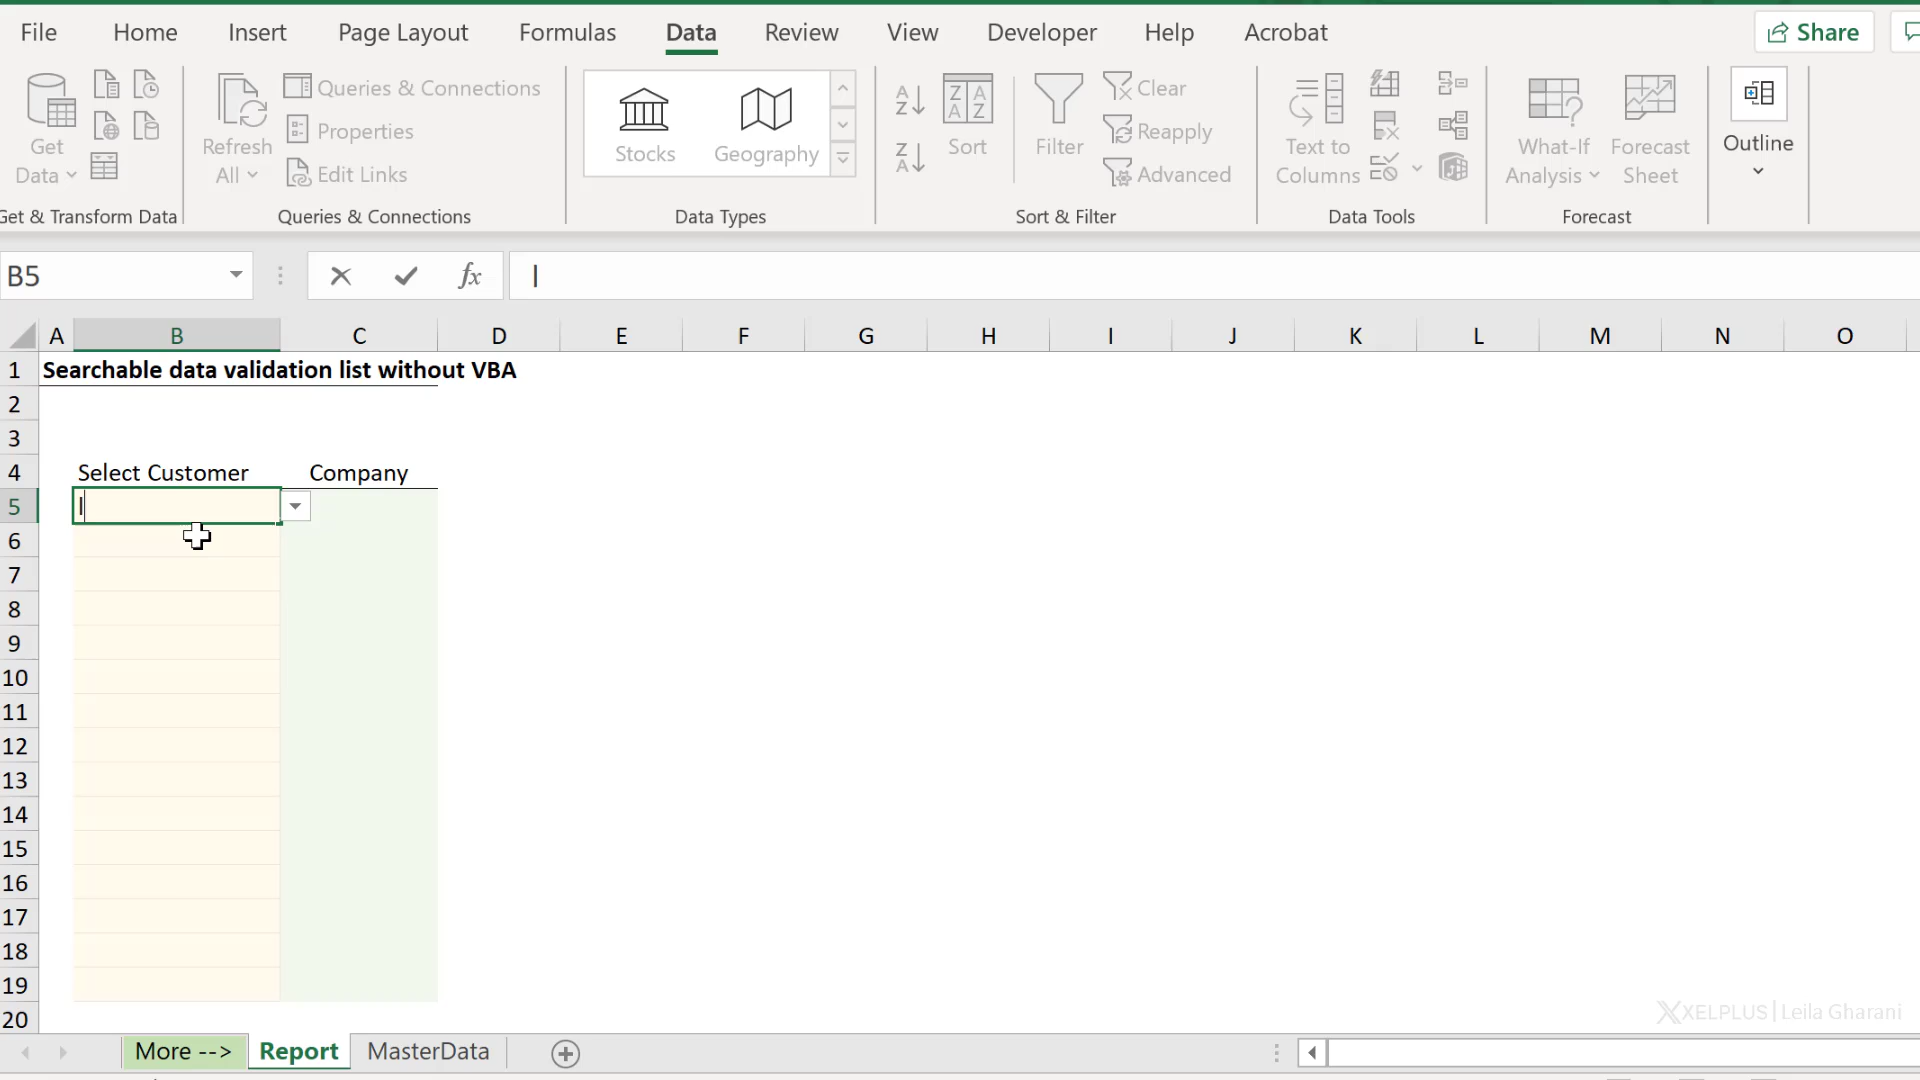 File Home Insert Page Layout Formulas Data Review View Developer Help Acrobat Share
Queries & Connections
Properties
Edit Links
Get Data
Refresh All
Stocks Geography
Sort
Filter
Clear
Reapply
Advanced
Text to Columns
What-If Analysis
Forecast Sheet
Outline
Get & Transform Data Queries & Connections Data Types Sort & Filter Data Tools Forecast
B5 fx
A B C D E F G H I J K L M N O
1 Searchable data validation list without VBA
2
3
4 Select Customer Company
5
6
7
8
9
10
11
12
13
14
15
16
17
18
19
20
XELPLUS | Leila Gharani
More --> Report MasterData